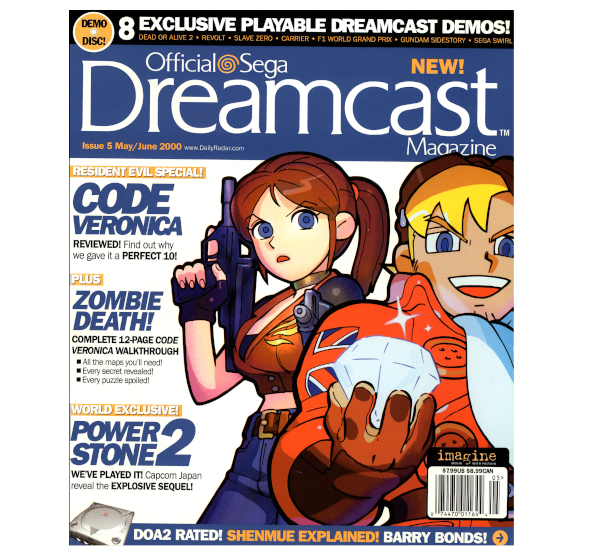 DEMO
DISC!
8 EXCLUSIVE PLAYABLE DREAMCAST DEMOS!
DEAD OR ALIVE 2 • REVOLT • SLAVE ZERO • CARRIER • F1 WORLD GRAND PRIX • GUNDAM SIDESTORY • SEGA SWIRL
Official Sega
NEW!
Dreamcast™
Magazine
Issue 5 May/June 2000 www.DailyRadar.com
RESIDENT EVIL SPECIAL!
CODE
VERONICA
REVIEWED! Find out why
we gave it a PERFECT 10!
PLUS
ZOMBIE
DEATH!
COMPLETE 12-PAGE CODE
VERONICA WALKTHROUGH
■ All the maps you'll need!
■ Every secret revealed!
■ Every puzzle spoiled!
WORLD EXCLUSIVE!
POWER
STONE 2
WE'VE PLAYED IT! Capcom Japan
reveal the EXPLOSIVE SEQUEL!
imagine
$7.99US $8.99CAN
05>
DOA2 RATED! SHENMUE EXPLAINED! BARRY BONDS!